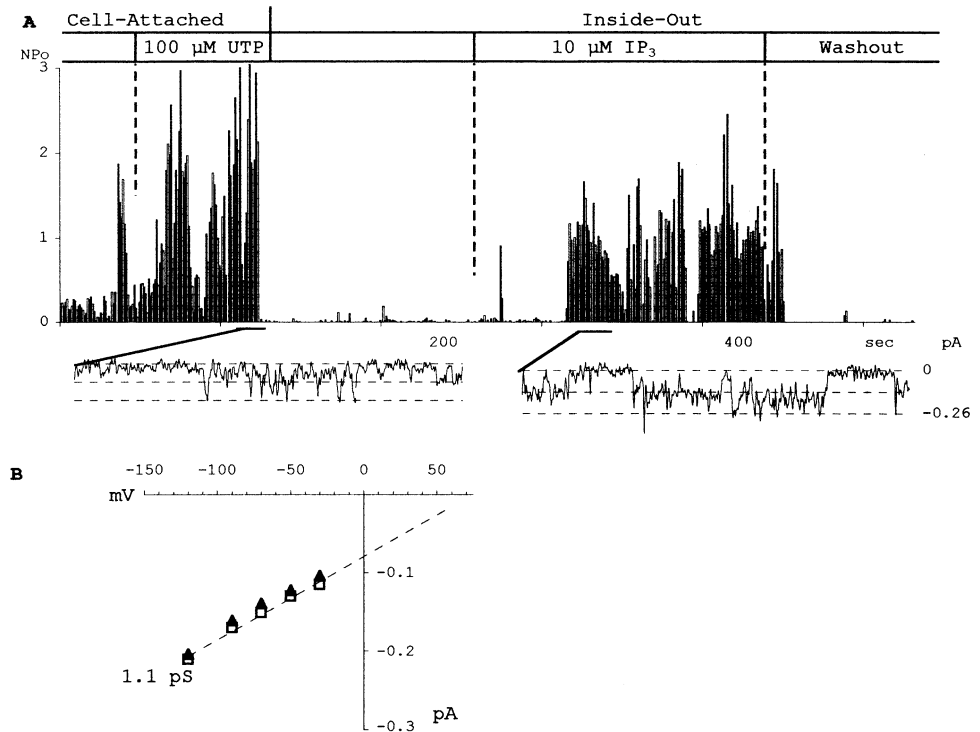 A Cell-Attached Inside-Out
100 µM UTP 10 µM IP3 Washout
NPo
3
2
1
0
200 400 sec pA
0
-0.26
B
-150 -100 -50 0 50
mV
-0.1
-0.2
1.1 pS
-0.3
pA